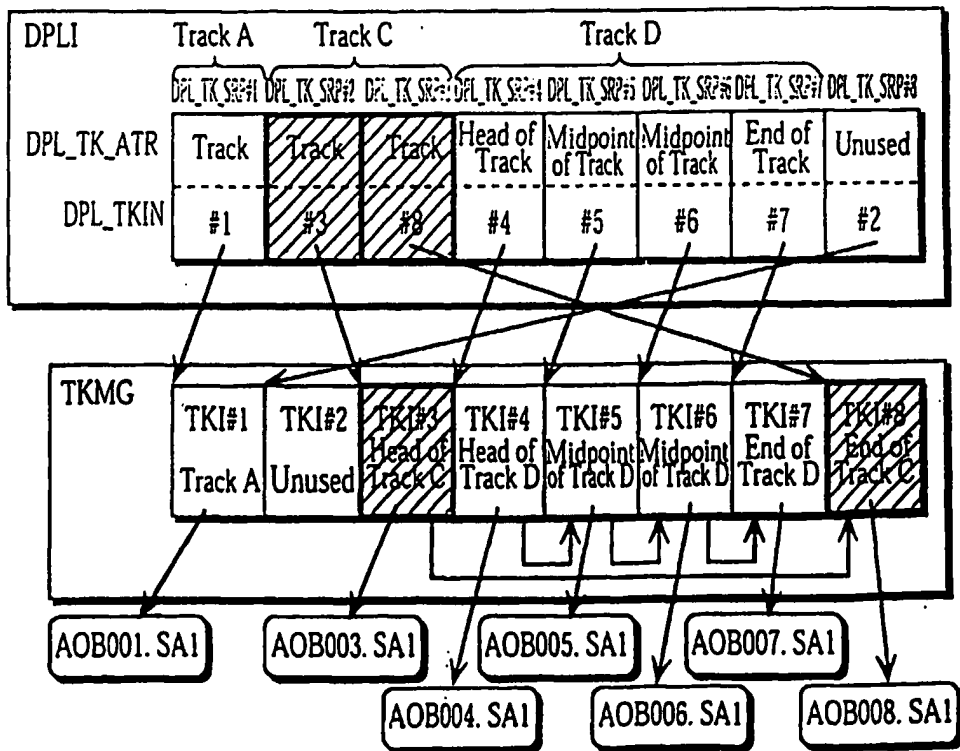 DPLI
Track A Track C Track D
DPL_TK_SRP#1 DPL_TK_SRP#2 DPL_TK_SRP#3 DPL_TK_SRP#4 DPL_TK_SRP#5 DPL_TK_SRP#6 DPL_TK_SRP#7 DPL_TK_SRP#8
DPL_TK_ATR Track Track Track Head of Track Midpoint of Track Midpoint of Track End of Track Unused
DPL_TKIN #1 #3 #8 #4 #5 #6 #7 #2
TKMG
TKI#1 TKI#2 TKI#3 TKI#4 TKI#5 TKI#6 TKI#7 TKI#8
Track A Unused Head of Track C Head of Track D Midpoint of Track D Midpoint of Track D End of Track D End of Track C
AOB001. SA1 AOB003. SA1 AOB005. SA1 AOB007. SA1
AOB004. SA1 AOB006. SA1 AOB008. SA1